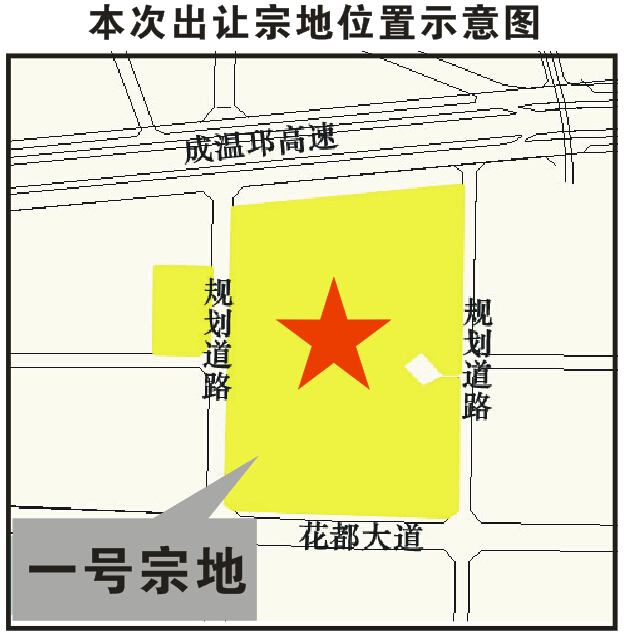 本次出让宗地位置示意图
成温邛高速
规划道路
规划道路
花都大道
一号宗地